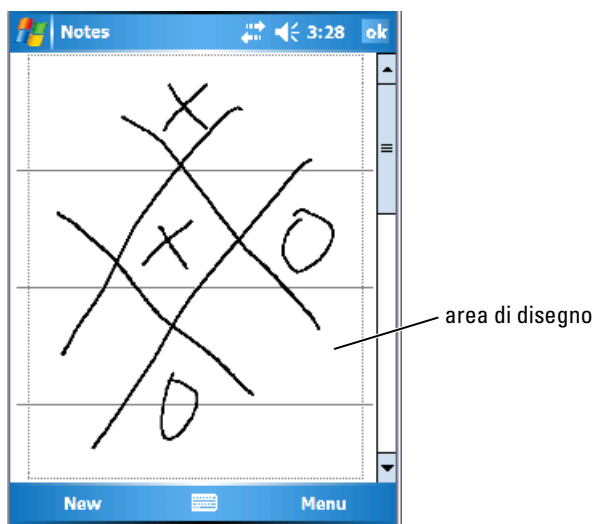 Notes 3:28 ok
X
X O
area di disegno
O
New Menu